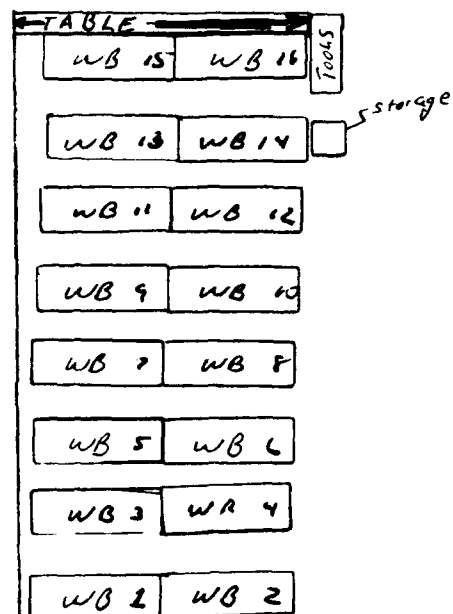 TABLE
WB 15 WB 16
Tools
storage
WB 13 WB 14
WB 11 WB 12
WB 9 WB 10
WB 7 WB 8
WB 5 WB 6
WB 3 WB 4
WB 1 WB 2